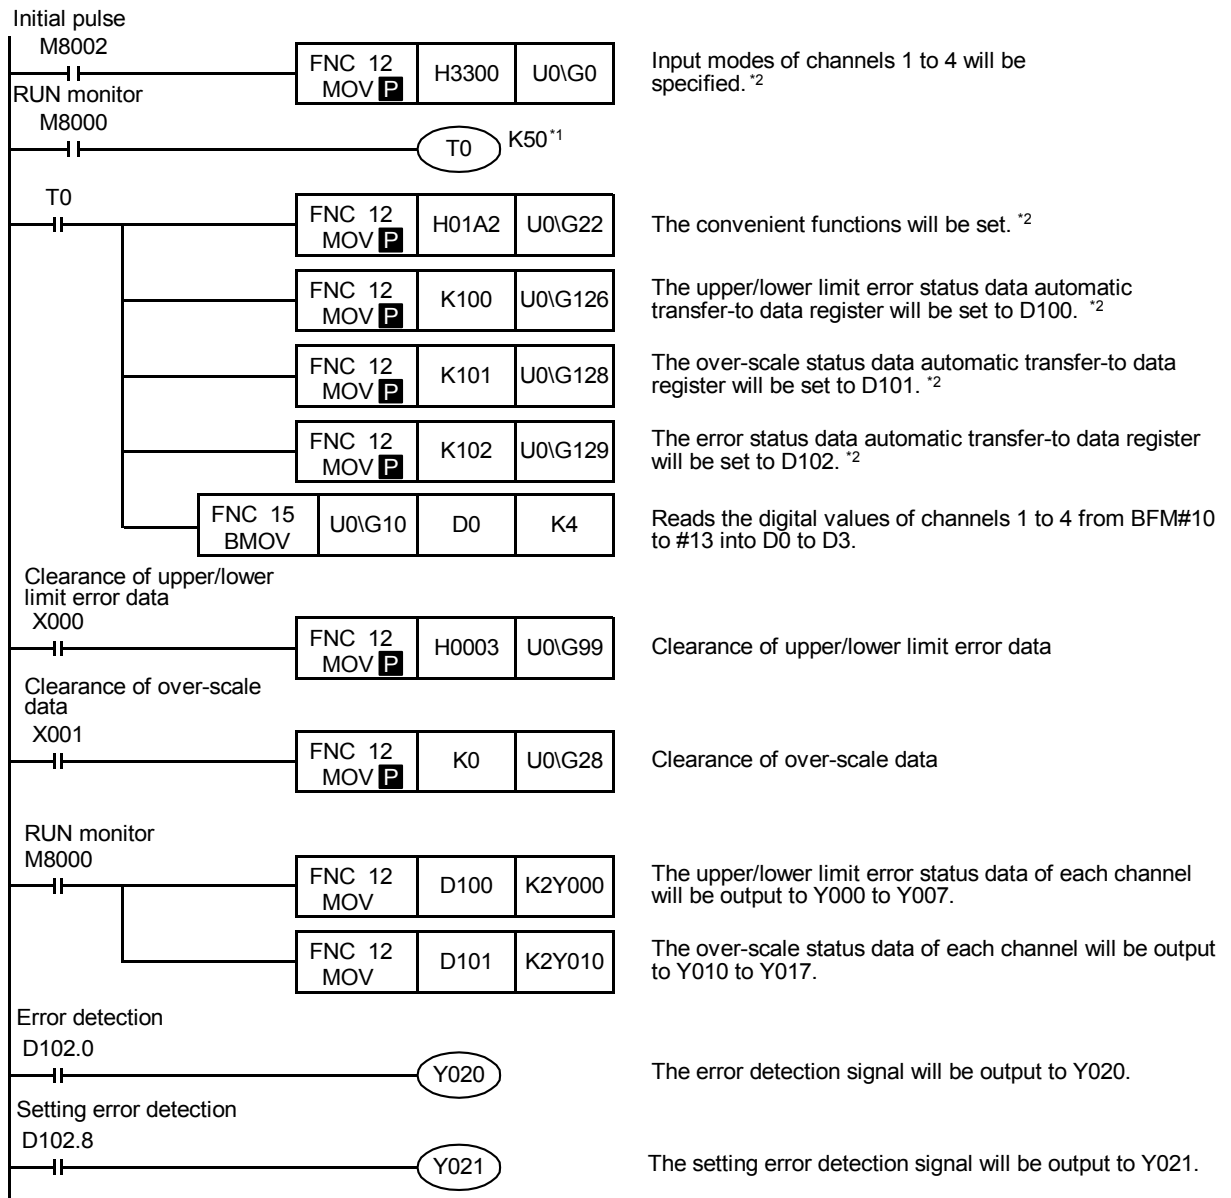 Initial pulse
M8002
FNC 12
MOV P
H3300
U0\G0
Input modes of channels 1 to 4 will be
specified. *2
RUN monitor
M8000
T0
K50 *1
T0
FNC 12
MOV P
H01A2
U0\G22
The convenient functions will be set. *2
FNC 12
MOV P
K100
U0\G126
The upper/lower limit error status data automatic
transfer-to data register will be set to D100. *2
FNC 12
MOV P
K101
U0\G128
The over-scale status data automatic transfer-to data
register will be set to D101. *2
FNC 12
MOV P
K102
U0\G129
The error status data automatic transfer-to data register
will be set to D102. *2
FNC 15
BMOV
U0\G10
D0
K4
Reads the digital values of channels 1 to 4 from BFM#10
to #13 into D0 to D3.
Clearance of upper/lower
limit error data
X000
FNC 12
MOV P
H0003
U0\G99
Clearance of upper/lower limit error data
Clearance of over-scale
data
X001
FNC 12
MOV P
K0
U0\G28
Clearance of over-scale data
RUN monitor
M8000
FNC 12
MOV
D100
K2Y000
The upper/lower limit error status data of each channel
will be output to Y000 to Y007.
FNC 12
MOV
D101
K2Y010
The over-scale status data of each channel will be output
to Y010 to Y017.
Error detection
D102.0
Y020
The error detection signal will be output to Y020.
Setting error detection
D102.8
Y021
The setting error detection signal will be output to Y021.